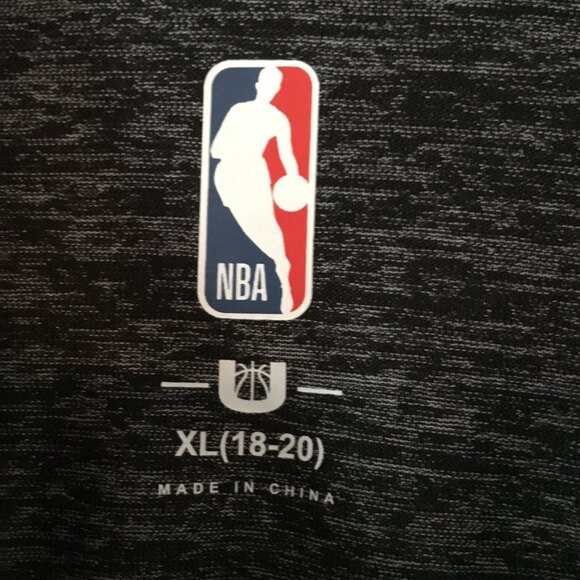 NBA
U
XL(18-20)
MADE IN CHINA